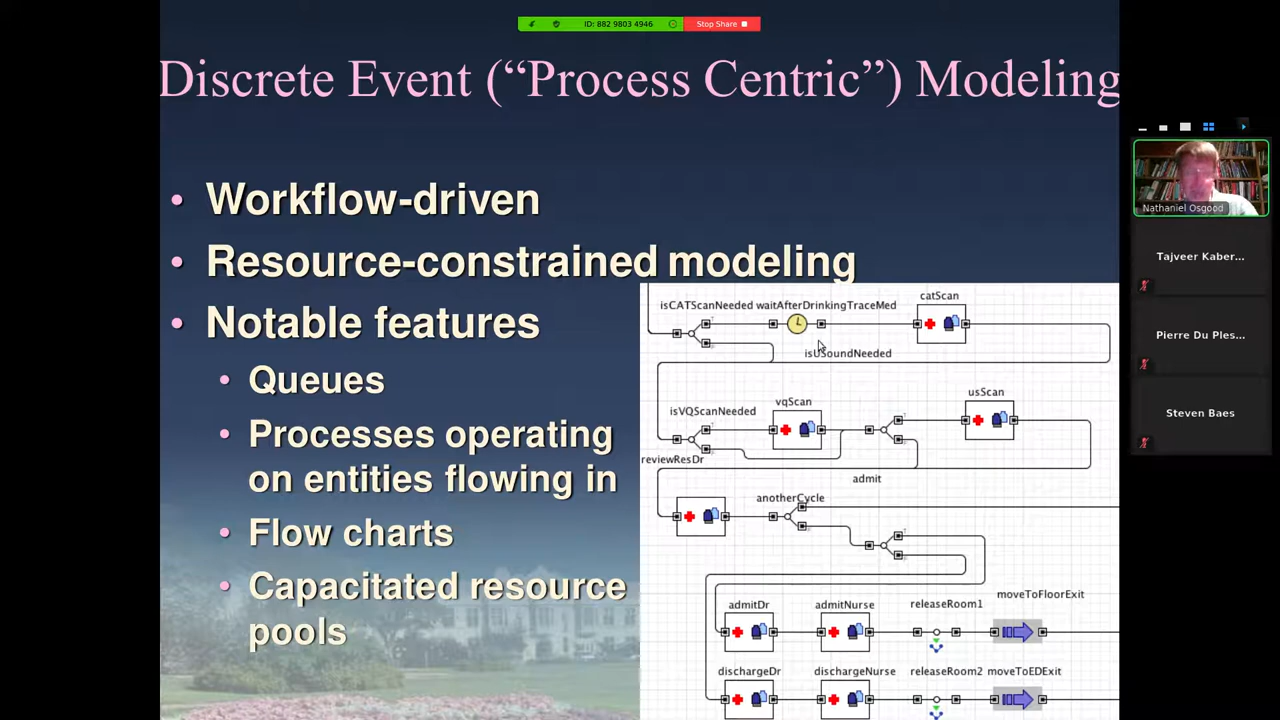 ID: 882 9803 4946
Stop Share
Discrete Event (“Process Centric”) Modeling
• Workflow-driven
• Resource-constrained modeling
• Notable features
• Queues
• Processes operating
on entities flowing in
• Flow charts
• Capacitated resource
pools
isCATScanNeeded waitAfterDrinkingTraceMed
catScan
isUSoundNeeded
isVQScanNeeded
vqScan
usScan
reviewResDr
admit
anotherCycle
admitDr
admitNurse
releaseRoom1
moveToFloorExit
dischargeDr
dischargeNurse
releaseRoom2
moveToEDExit
Nathaniel Osgood
Tajveer Kaber...
Pierre Du Ples...
Steven Baes